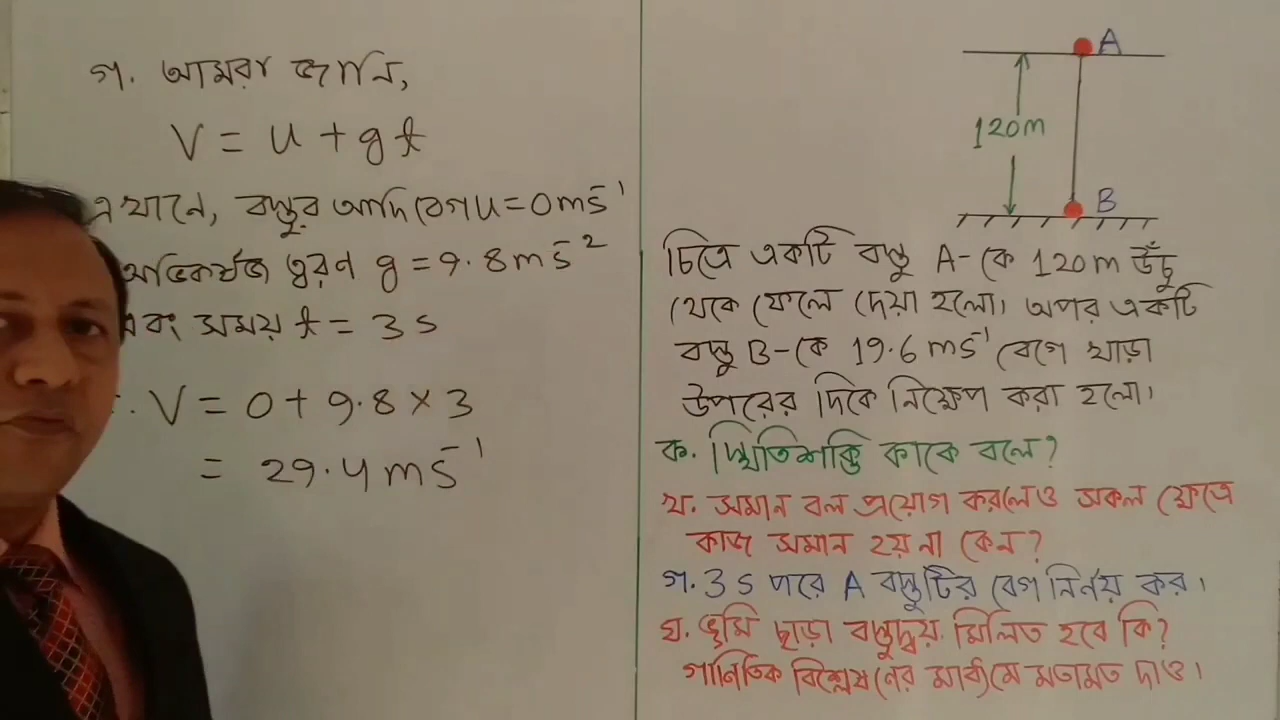 গ. আমরা জানি,
V = u + gt
এখানে, বস্তুর আদিবেগ u = 0 ms⁻¹
অভিকর্ষজ ত্বরণ g = 9.8 ms⁻²
এবং সময় t = 3 s
V = 0 + 9.8 × 3
= 29.4 ms⁻¹
A
120m
B
চিত্রে একটি বস্তু A-কে 120m উঁচু
থেকে ফেলে দেয়া হলো। অপর একটি
বস্তু B-কে 19.6 ms⁻¹ বেগে খাড়া
উপরের দিকে নিক্ষেপ করা হলো।
ক. স্থিতিশক্তি কাকে বলে?
খ. সমান বল প্রয়োগ করলেও সকল ক্ষেত্রে
কাজ সমান হয় না কেন?
গ. 3 s পরে A বস্তুটির বেগ নির্ণয় কর।
ঘ. ভূমি ছাড়া বস্তুদ্বয় মিলিত হবে কি?
গাণিতিক বিশ্লেষণের মাধ্যমে মতামত দাও।